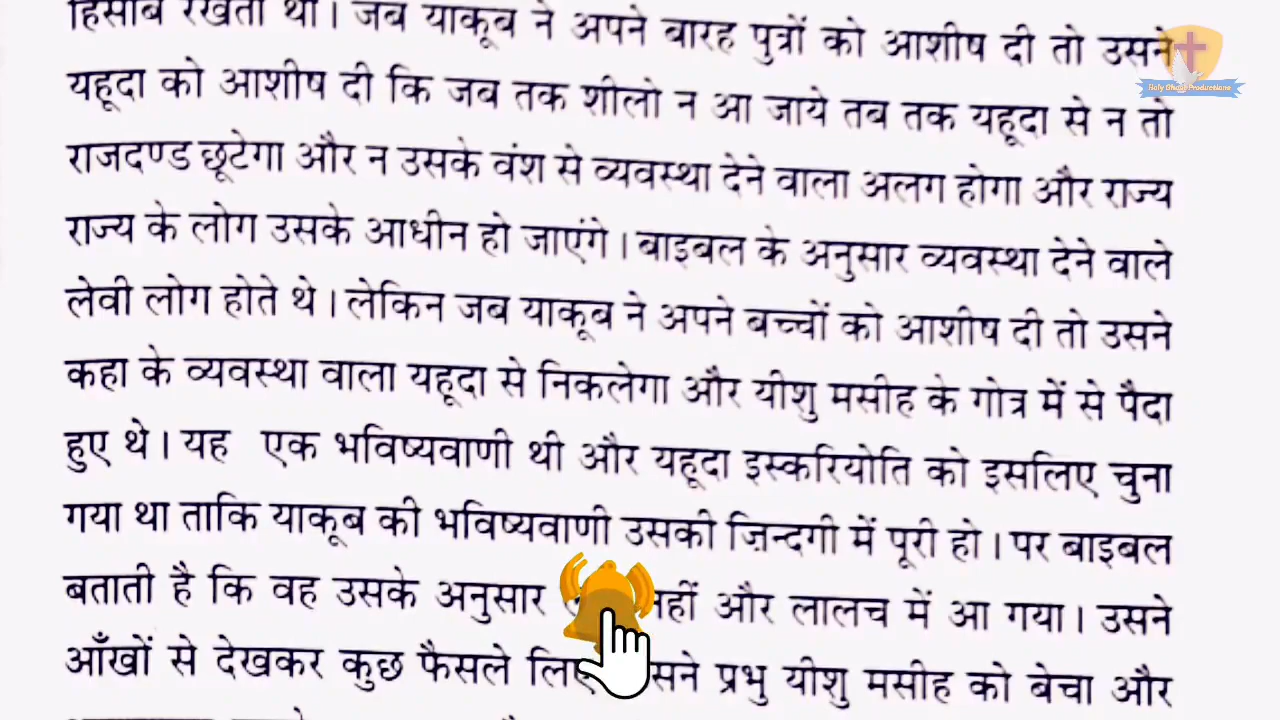 हिसाब रखता था। जब याकूब ने अपने बारह पुत्रों को आशीष दी तो उसने
यहूदा को आशीष दी कि जब तक शीलो न आ जाये तब तक यहूदा से न तो
राजदण्ड छूटेगा और न उसके वंश से व्यवस्था देने वाला अलग होगा और राज्य
राज्य के लोग उसके आधीन हो जाएंगे। बाइबल के अनुसार व्यवस्था देने वाले
लेवी लोग होते थे। लेकिन जब याकूब ने अपने बच्चों को आशीष दी तो उसने
कहा के व्यवस्था वाला यहूदा से निकलेगा और यीशु मसीह के गोत्र में से पैदा
हुए थे। यह एक भविष्यवाणी थी और यहूदा इस्करियोति को इसलिए चुना
गया था ताकि याकूब की भविष्यवाणी उसकी ज़िन्दगी में पूरी हो। पर बाइबल
बताती है कि वह उसके अनुसार नहीं और लालच में आ गया। उसने
आँखों से देखकर कुछ फैसले प्रभु यीशु मसीह को बेचा और
Holy Ghost Productions